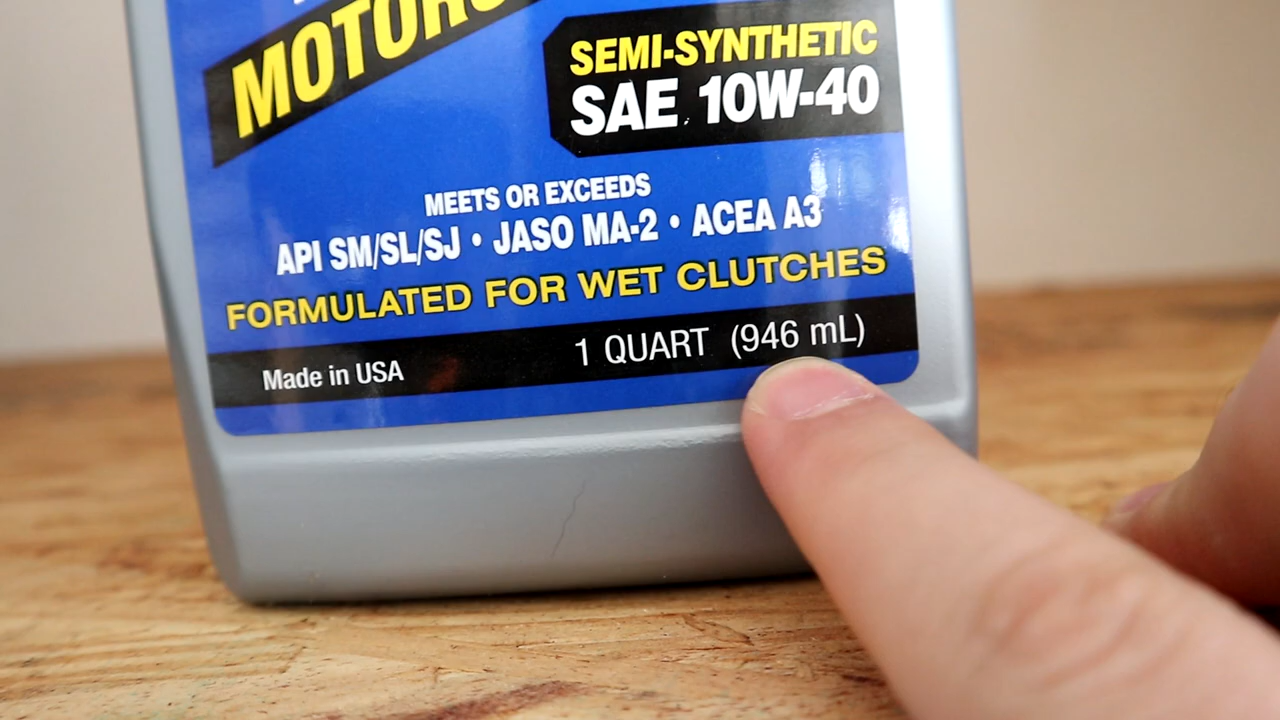 SEMI-SYNTHETIC
SAE 10W-40
MEETS OR EXCEEDS
API SM/SL/SJ • JASO MA-2 • ACEA A3
FORMULATED FOR WET CLUTCHES
Made in USA 1 QUART (946 mL)